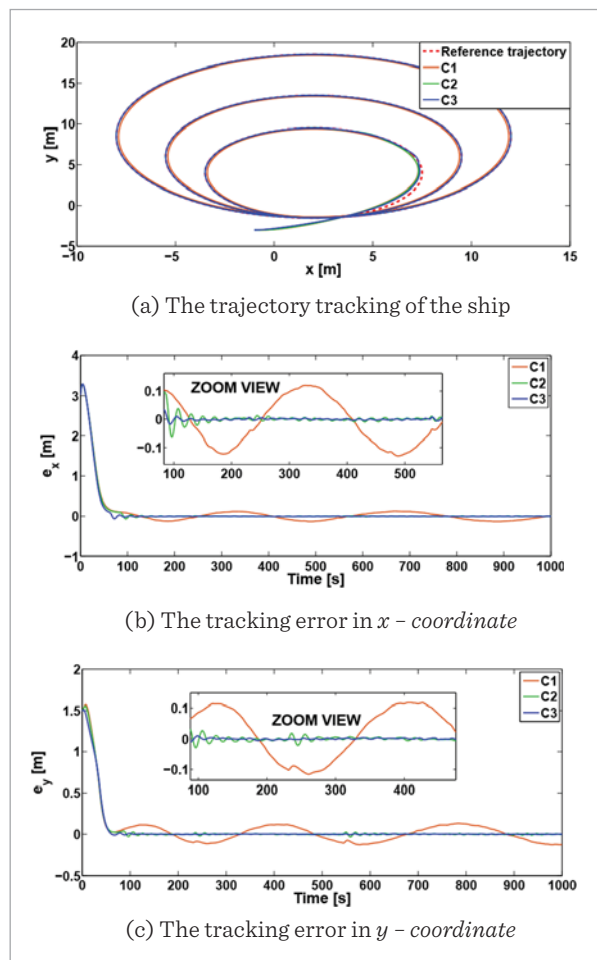 20
15
10
5
0
−5
y [m]
−10
−5
0
5
10
15
x [m]
Reference trajectory
C1
C2
C3
(a) The trajectory tracking of the ship
4
3
2
1
0
−1
e_x [m]
ZOOM VIEW
0.1
0
−0.1
100
200
300
400
500
C1
C2
C3
0
100
200
300
400
500
600
700
800
900
1000
Time [s]
(b) The tracking error in x – coordinate
2
1.5
1
0.5
0
−0.5
e_y [m]
0.1
0
−0.1
ZOOM VIEW
100
200
300
400
C1
C2
C3
0
100
200
300
400
500
600
700
800
900
1000
Time [s]
(c) The tracking error in y – coordinate